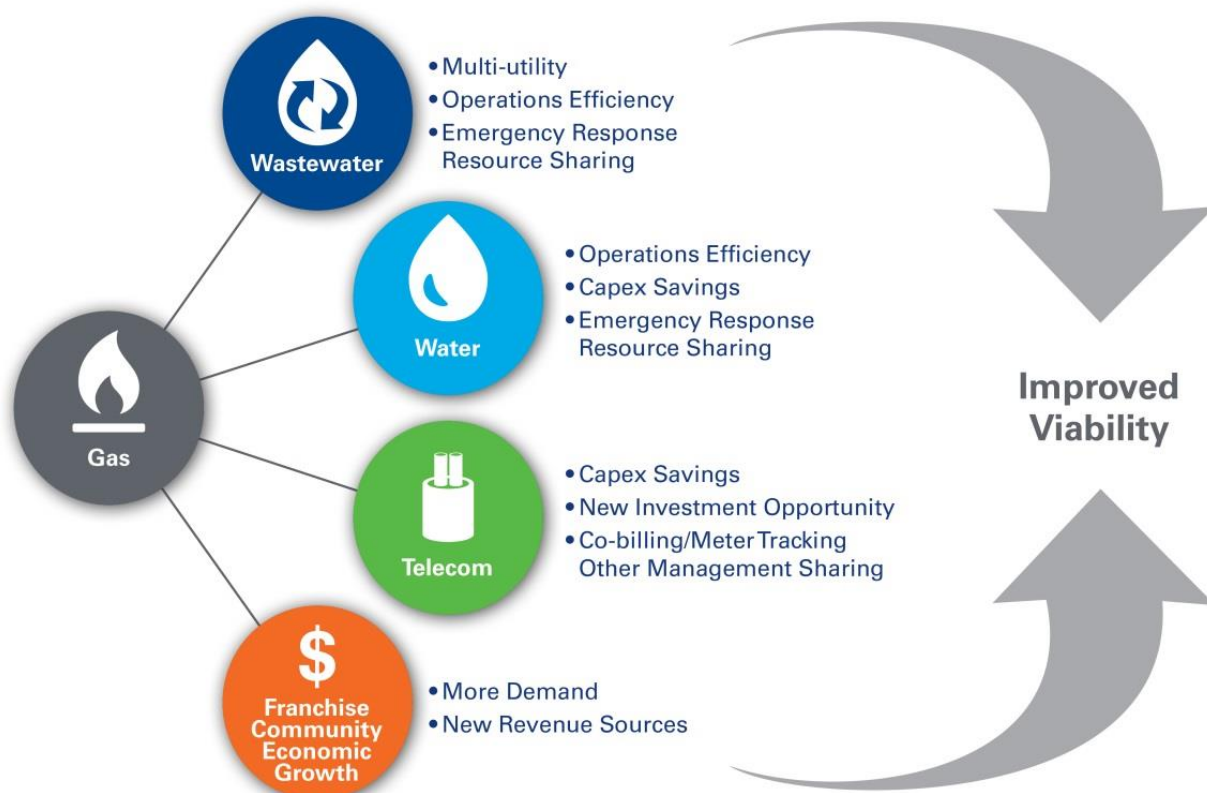 Wastewater
• Multi-utility
• Operations Efficiency
• Emergency Response
Resource Sharing
Water
• Operations Efficiency
• Capex Savings
• Emergency Response
Resource Sharing
Gas
Improved
Viability
Telecom
• Capex Savings
• New Investment Opportunity
• Co-billing/Meter Tracking
Other Management Sharing
$
Franchise
Community
Economic
Growth
• More Demand
• New Revenue Sources